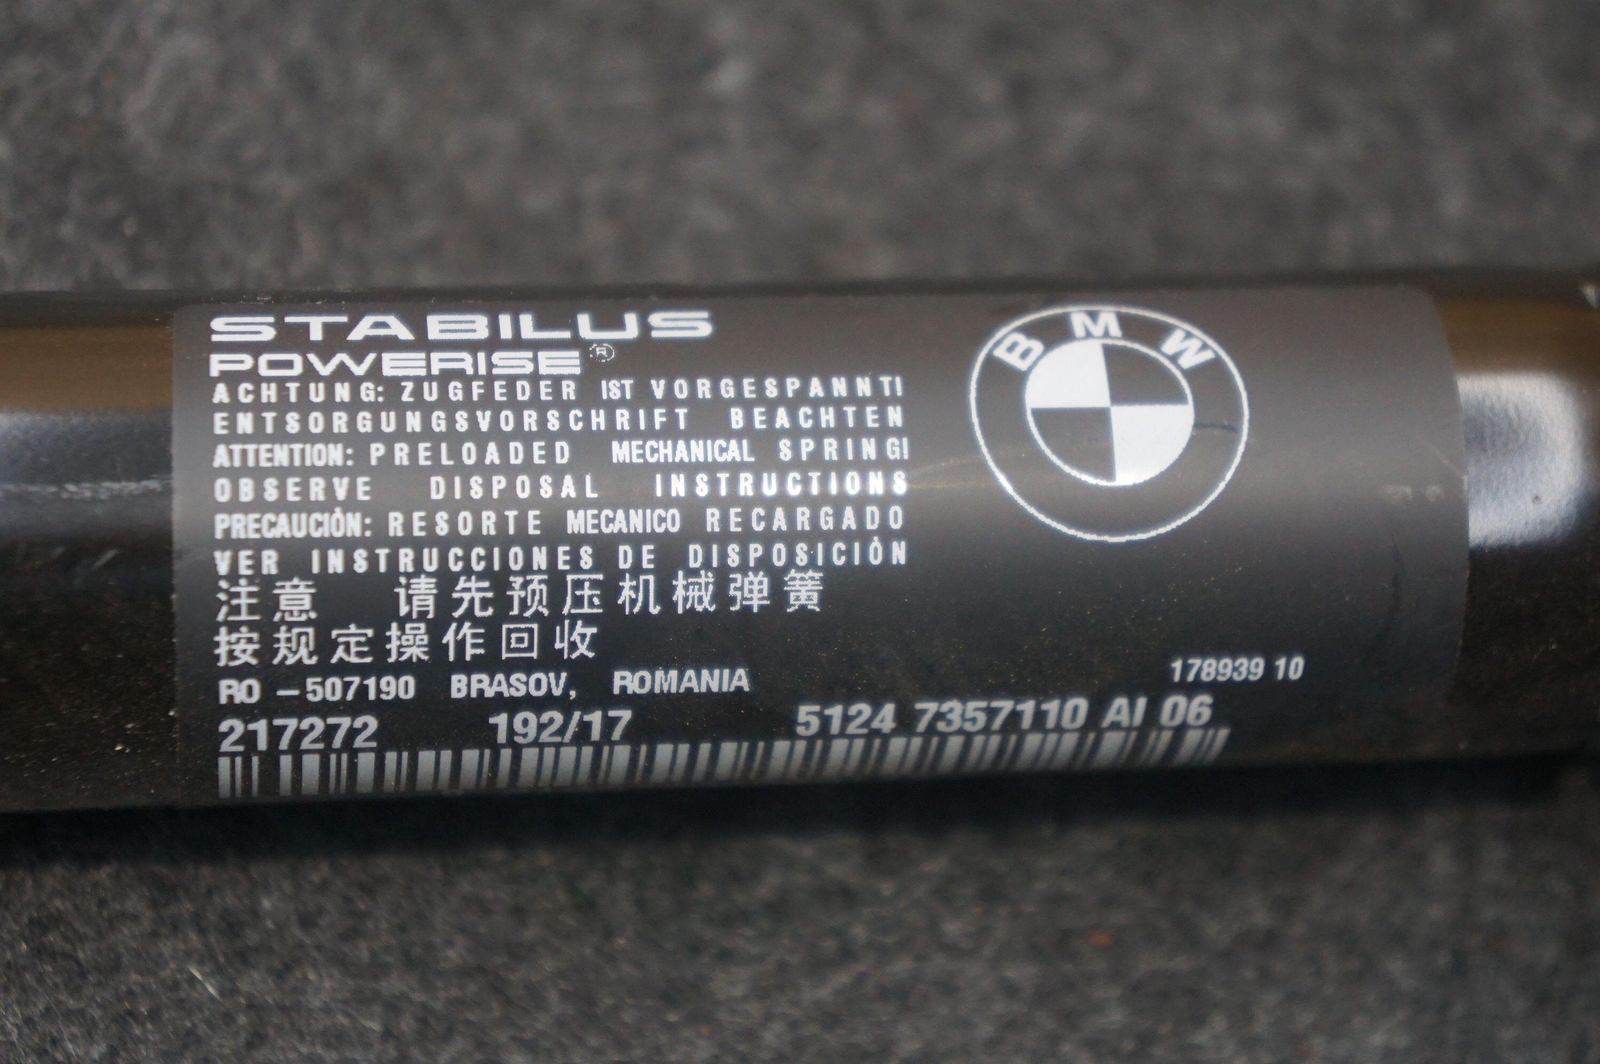 STABILUS
POWERISE®
ACHTUNG: ZUGFEDER IST VORGESPANNT!
ENTSORGUNGSVORSCHRIFT BEACHTEN
ATTENTION: PRELOADED MECHANICAL SPRING!
OBSERVE DISPOSAL INSTRUCTIONS
PRECAUCIÒN: RESORTE MECANICO RECARGADO
VER INSTRUCCIONES DE DISPOSICIÒN
注意 请先预压机械弹簧
按规定操作回收
RO -507190 BRASOV, ROMANIA
178939 10
217272 192/17 5124 7357110 AI 06
BMW